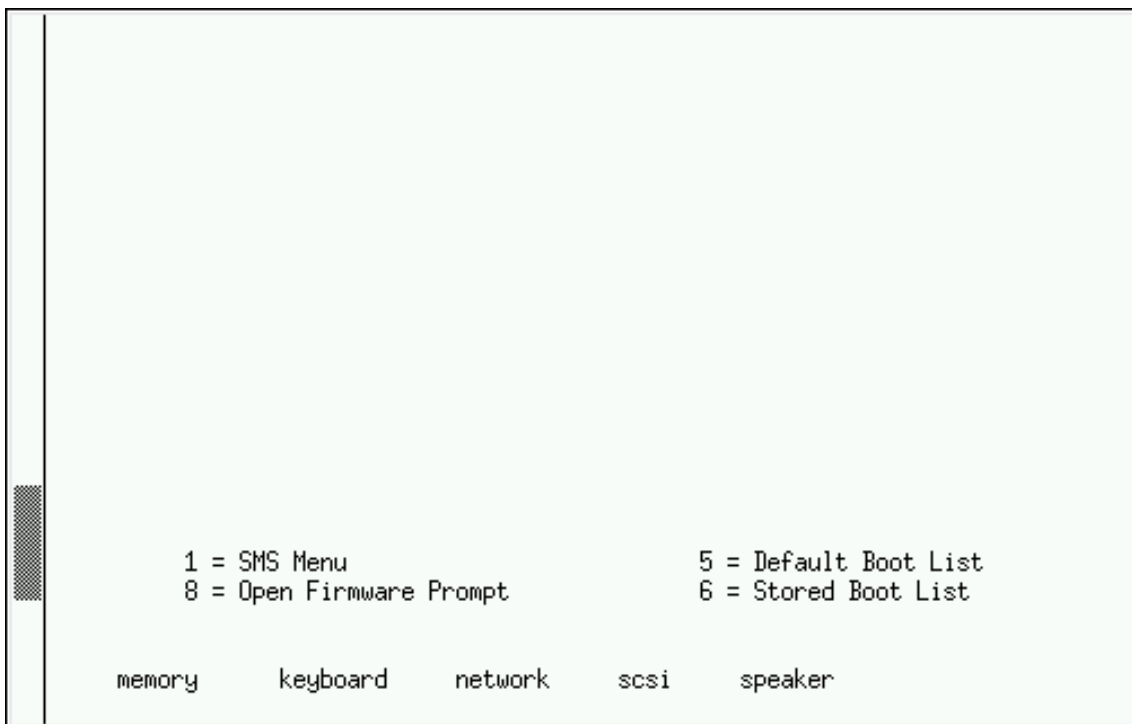 1 = SMS Menu 5 = Default Boot List
8 = Open Firmware Prompt 6 = Stored Boot List
memory keyboard network scsi speaker